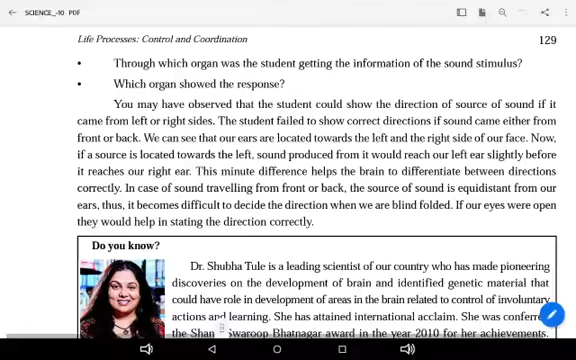 SCIENCE_-10 PDF
Life Processes: Control and Coordination 129
• Through which organ was the student getting the information of the sound stimulus?
• Which organ showed the response?
You may have observed that the student could show the direction of source of sound if it
came from left or right sides. The student failed to show correct directions if sound came either from
front or back. We can see that our ears are located towards the left and the right side of our face. Now,
if a source is located towards the left, sound produced from it would reach our left ear slightly before
it reaches our right ear. This minute difference helps the brain to differentiate between directions
correctly. In case of sound travelling from front or back, the source of sound is equidistant from our
ears, thus, it becomes difficult to decide the direction when we are blind folded. If our eyes were open
they would help in stating the direction correctly.
Do you know?
Dr. Shubha Tule is a leading scientist of our country who has made pioneering
discoveries on the development of brain and identified genetic material that
could have role in development of areas in the brain related to control of involuntary
actions and learning. She has attained international acclaim. She was
the Swaroop Bhatnagar award in the year 2010 for her achievements.